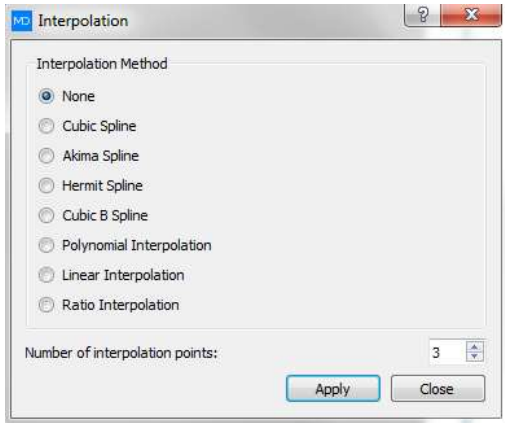 MD Interpolation ?
Interpolation Method
None
Cubic Spline
Akima Spline
Hermit Spline
Cubic B Spline
Polynomial Interpolation
Linear Interpolation
Ratio Interpolation
Number of interpolation points: 3
Apply Close